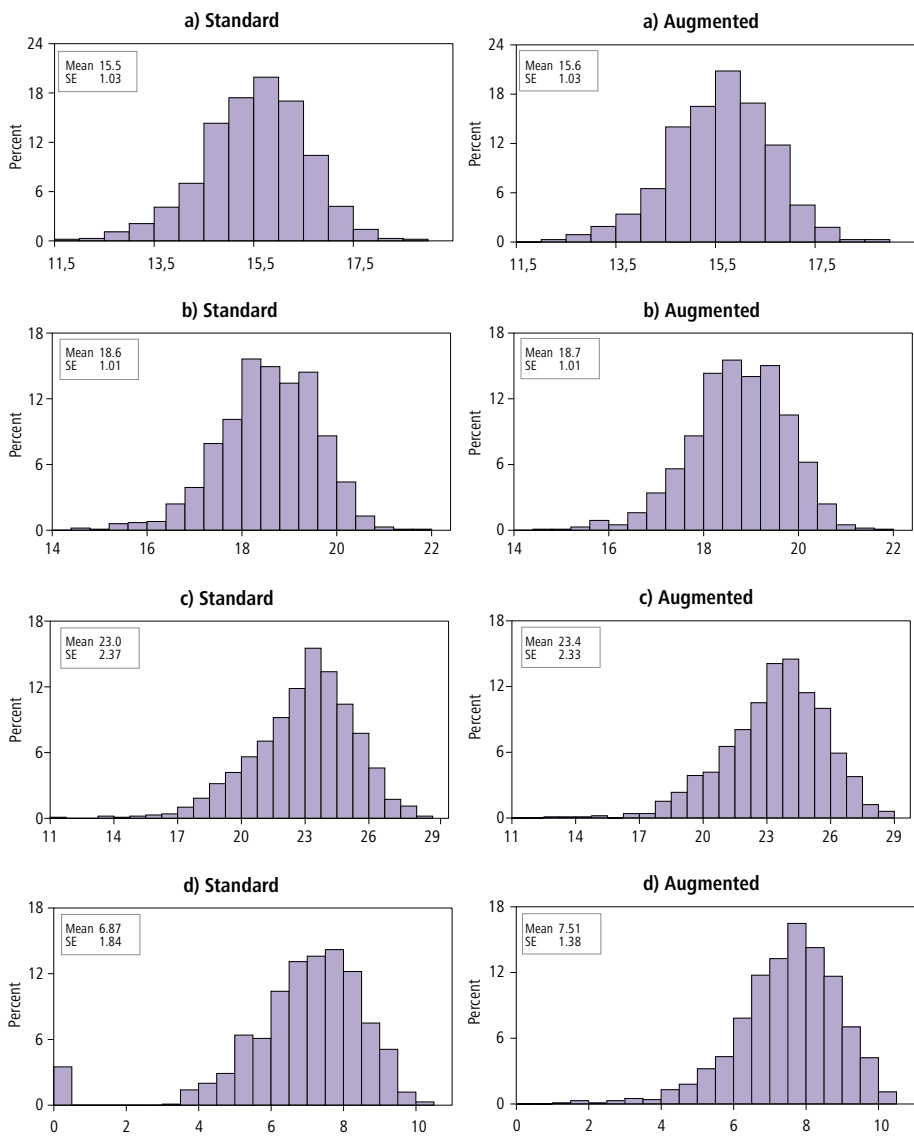 a) Standard
24
18
12
6
0
Percent
Mean 15.5
SE 1.03
11,5 13,5 15,5 17,5
a) Augmented
24
18
12
6
0
Percent
Mean 15.6
SE 1.03
11,5 13,5 15,5 17,5
b) Standard
18
12
6
0
Percent
Mean 18.6
SE 1.01
14 16 18 20 22
b) Augmented
18
12
6
0
Percent
Mean 18.7
SE 1.01
14 16 18 20 22
c) Standard
18
12
6
0
Percent
Mean 23.0
SE 2.37
11 14 17 20 23 26 29
c) Augmented
18
12
6
0
Percent
Mean 23.4
SE 2.33
11 14 17 20 23 26 29
d) Standard
18
12
6
0
Percent
Mean 6.87
SE 1.84
0 2 4 6 8 10
d) Augmented
18
12
6
0
Percent
Mean 7.51
SE 1.38
0 2 4 6 8 10